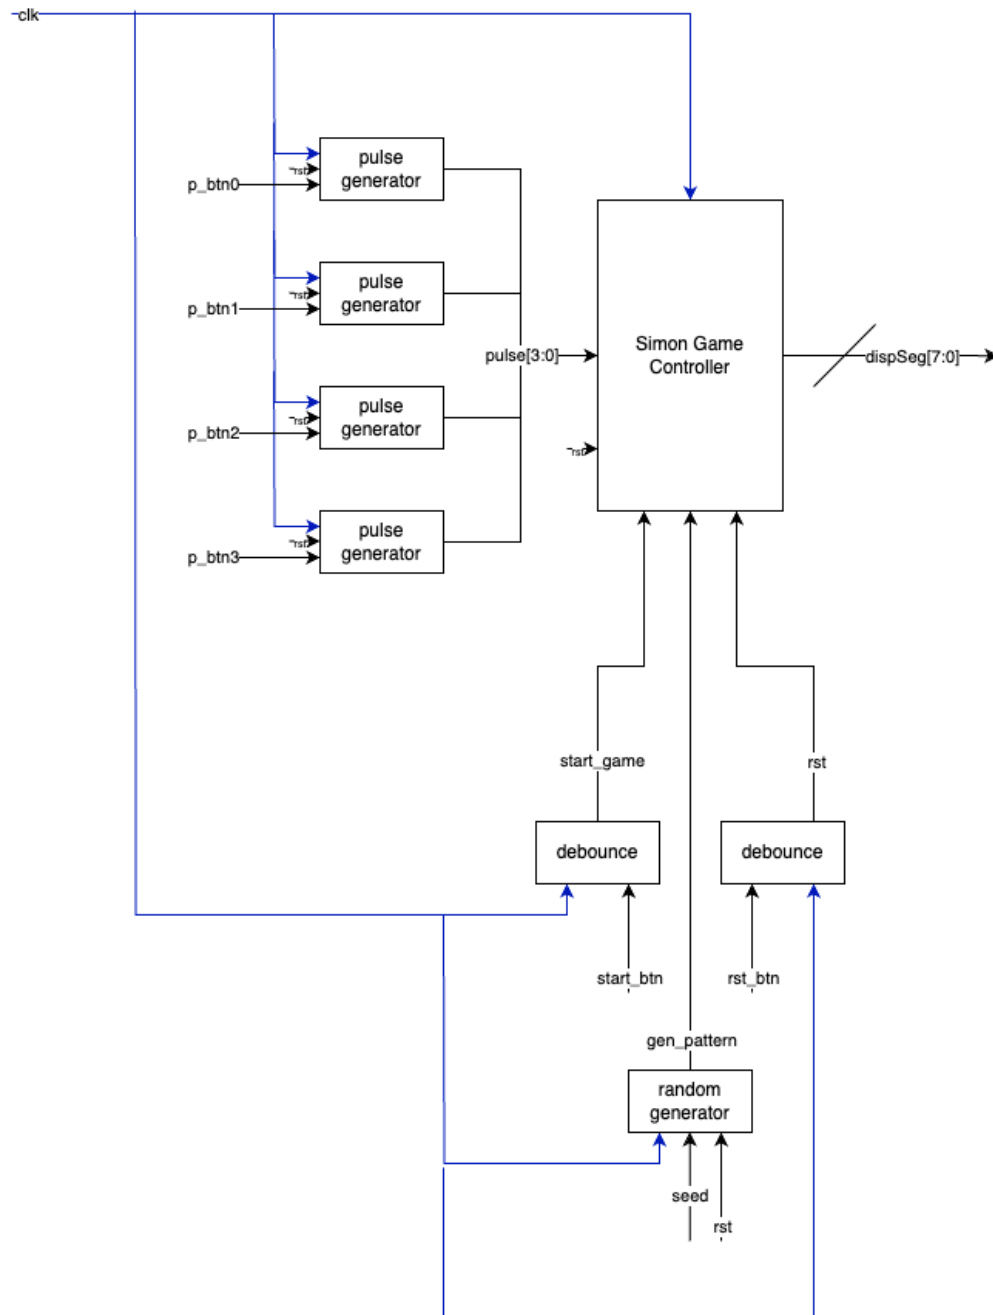 clk
pulse
generator
rst
p_btn0
pulse
generator
rst
p_btn1
pulse[3:0]
Simon Game
Controller
dispSeg[7:0]
pulse
generator
rst
p_btn2
rst
pulse
generator
rst
p_btn3
start_game
rst
debounce
debounce
start_btn
rst_btn
gen_pattern
random
generator
seed
rst